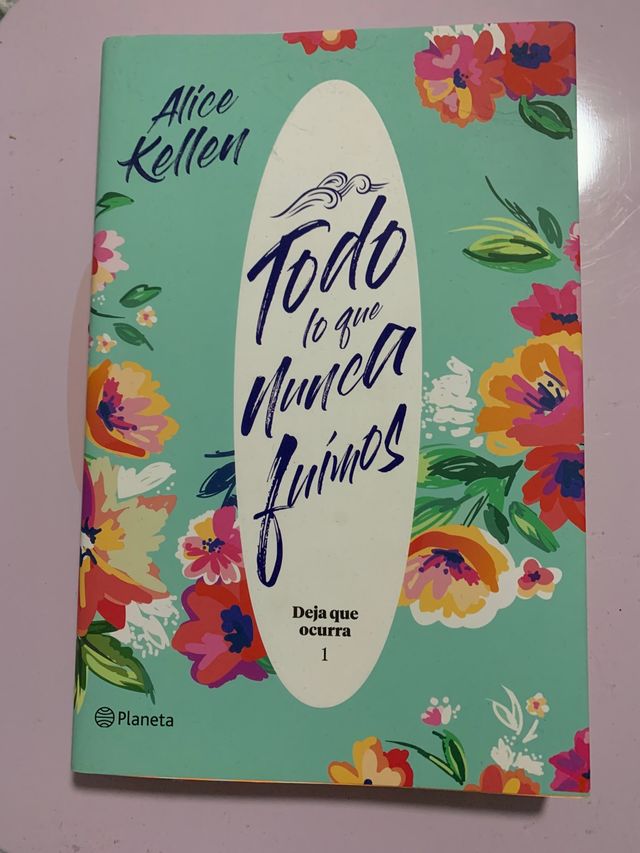 Alice
Kellen
Todo
lo que
nunca
fuimos
Deja que
ocurra
1
Planeta